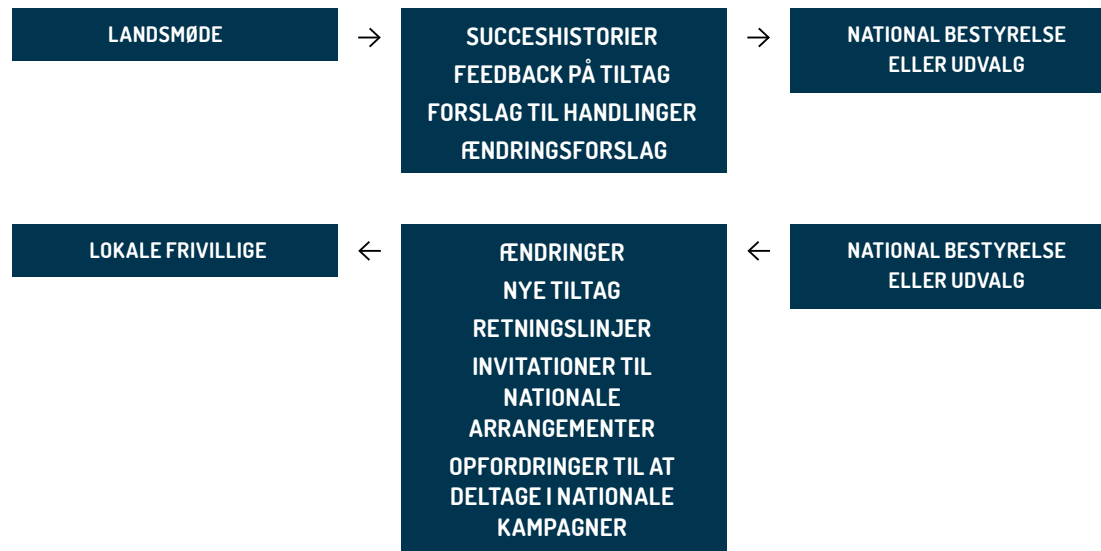 LANDSMØDE
→
SUCCESHISTORIER
FEEDBACK PÅ TILTAG
FORSLAG TIL HANDLINGER
ÆNDRINGSFORSLAG
→
NATIONAL BESTYRELSE
ELLER UDVALG
LOKALE FRIVILLIGE
←
ÆNDRINGER
NYE TILTAG
RETNINGSLINJER
INVITATIONER TIL
NATIONALE
ARRANGEMENTER
OPFORDRINGER TIL AT
DELTAGE I NATIONALE
KAMPAGNER
←
NATIONAL BESTYRELSE
ELLER UDVALG